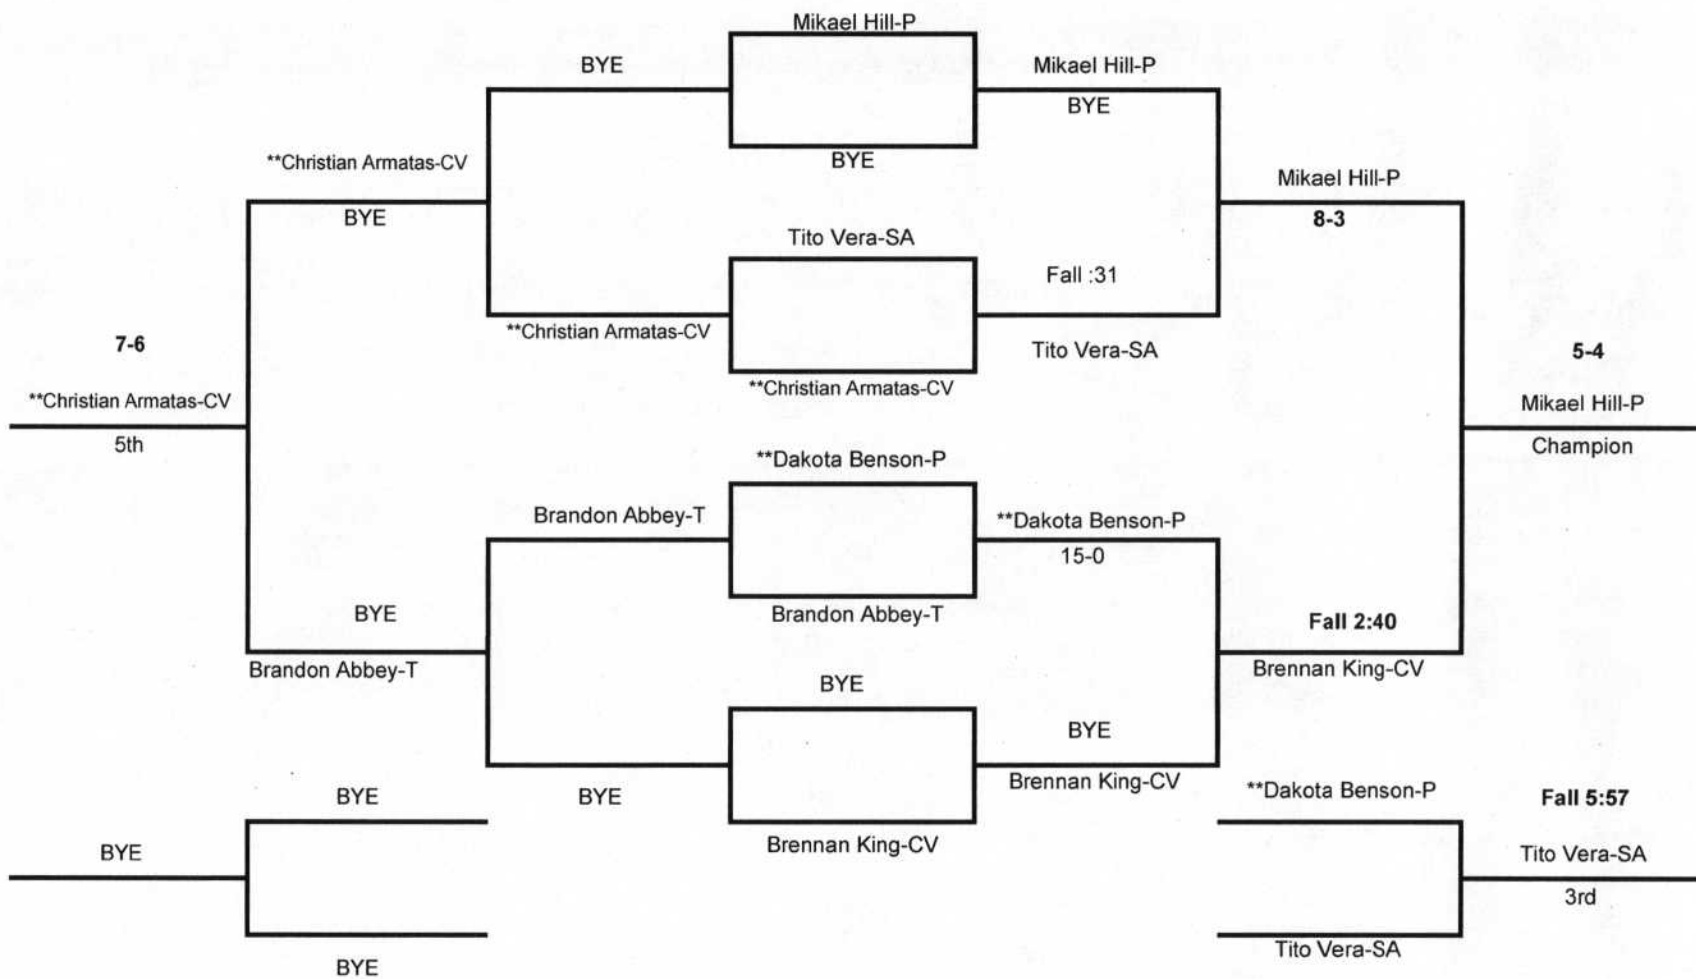 Mikael Hill-P
BYE
Mikael Hill-P
BYE
BYE
**Christian Armatas-CV
BYE
Mikael Hill-P
8-3
Tito Vera-SA
Fall :31
**Christian Armatas-CV
Tito Vera-SA
**Christian Armatas-CV
7-6
**Christian Armatas-CV
5th
5-4
Mikael Hill-P
Champion
**Dakota Benson-P
Brandon Abbey-T
**Dakota Benson-P
15-0
Brandon Abbey-T
BYE
Brandon Abbey-T
Fall 2:40
Brennan King-CV
BYE
BYE
Brennan King-CV
BYE
Brennan King-CV
BYE
BYE
BYE
**Dakota Benson-P
Fall 5:57
Tito Vera-SA
3rd
Tito Vera-SA